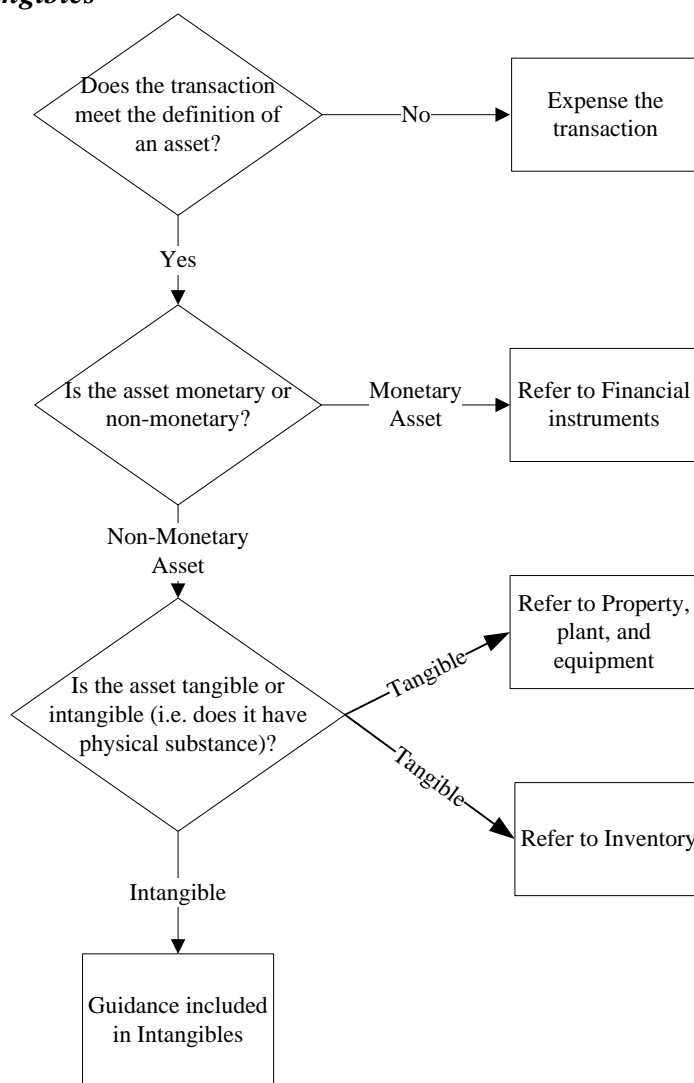 Does the transaction
meet the definition of
an asset?
No
Expense the
transaction
Yes
Is the asset monetary or
non-monetary?
Monetary
Asset
Refer to Financial
instruments
Non-Monetary
Asset
Is the asset tangible or
intangible (i.e. does it have
physical substance)?
Tangible
Refer to Property,
plant, and
equipment
Tangible
Refer to Inventory
Intangible
Guidance included
in Intangibles